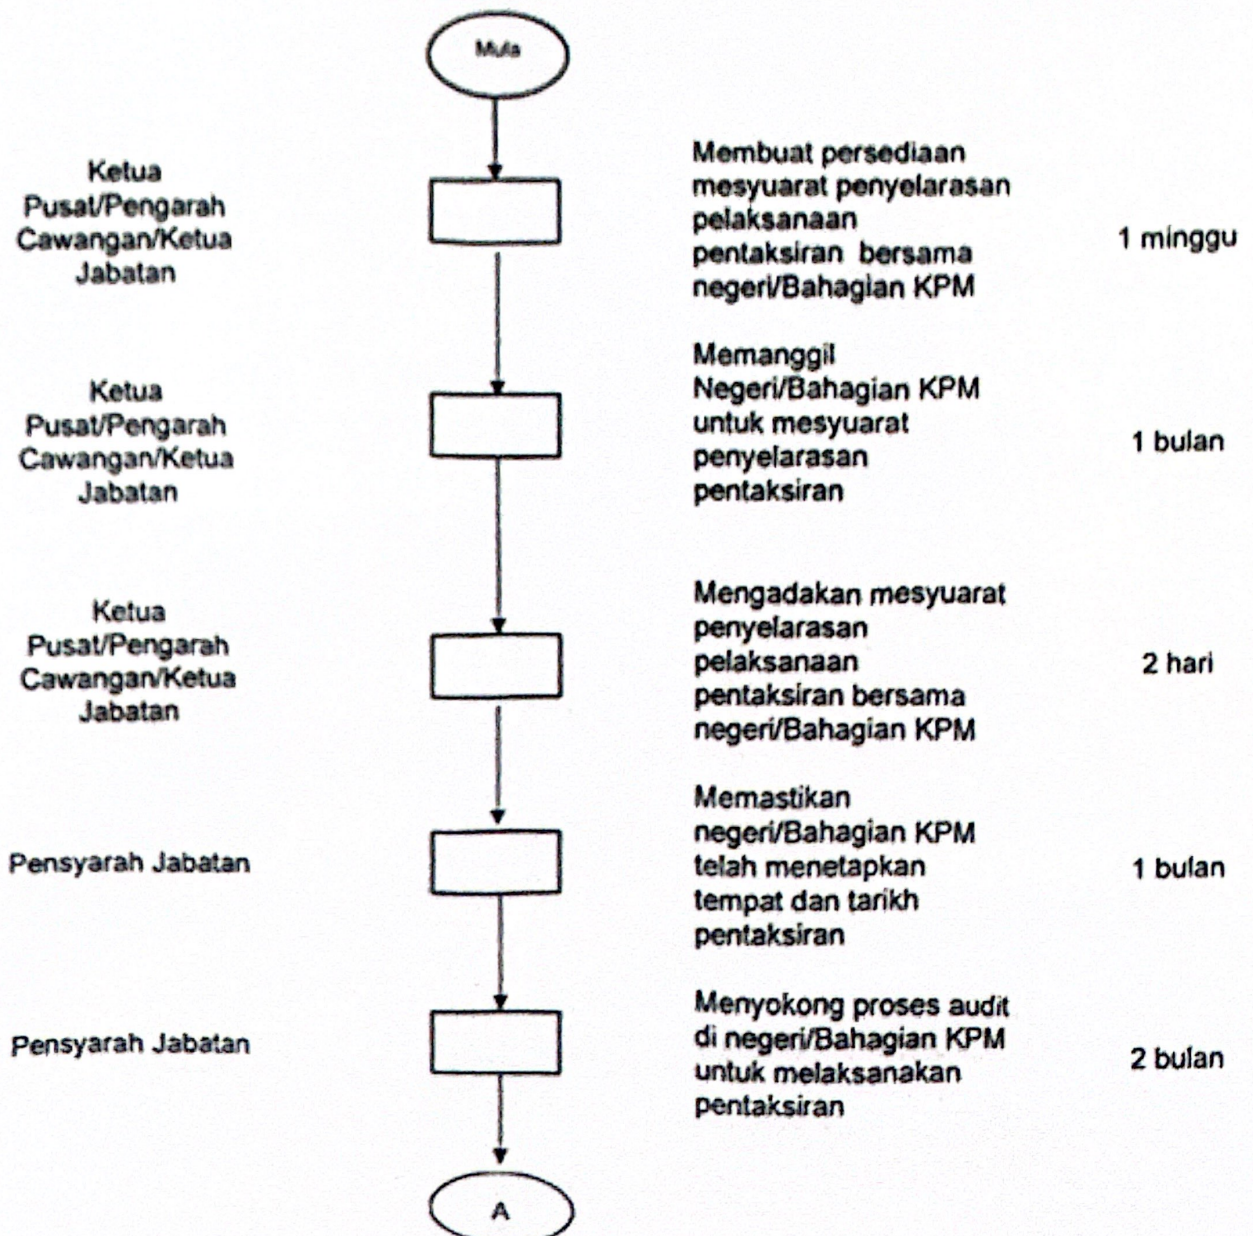 Mula
Ketua
Pusat/Pengarah
Cawangan/Ketua
Jabatan
Membuat persediaan
mesyuarat penyelarasan
pelaksanaan
pentaksiran bersama
negeri/Bahagian KPM
1 minggu
Ketua
Pusat/Pengarah
Cawangan/Ketua
Jabatan
Memanggil
Negeri/Bahagian KPM
untuk mesyuarat
penyelarasan
pentaksiran
1 bulan
Ketua
Pusat/Pengarah
Cawangan/Ketua
Jabatan
Mengadakan mesyuarat
penyelarasan
pelaksanaan
pentaksiran bersama
negeri/Bahagian KPM
2 hari
Pensyarah Jabatan
Memastikan
negeri/Bahagian KPM
telah menetapkan
tempat dan tarikh
pentaksiran
1 bulan
Pensyarah Jabatan
Menyokong proses audit
di negeri/Bahagian KPM
untuk melaksanakan
pentaksiran
2 bulan
A